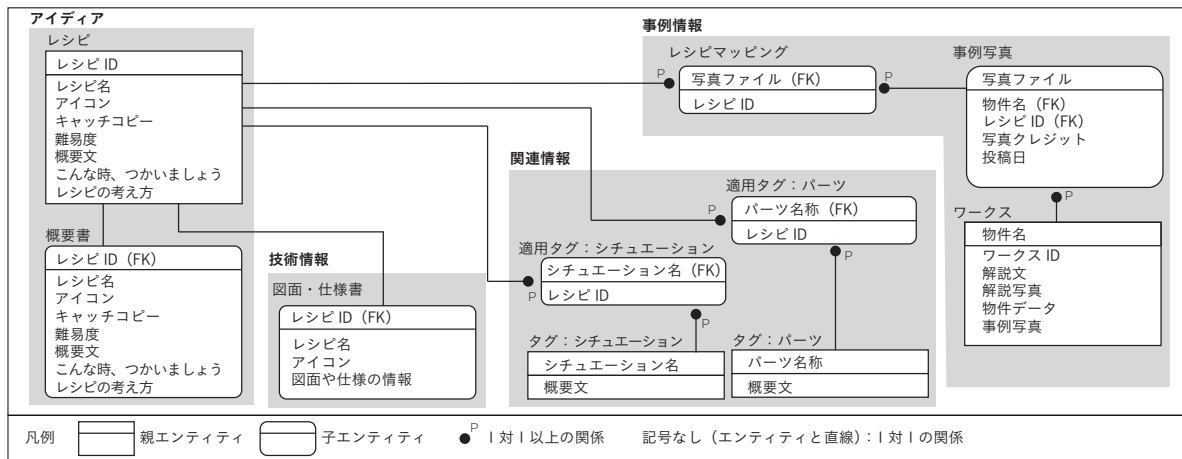 アイディア
レシピ
レシピ ID
レシピ名
アイコン
キャッチコピー
難易度
概要文
こんな時、つかいましょう
レシピの考え方
概要書
レシピ ID（FK）
レシピ名
アイコン
キャッチコピー
難易度
概要文
こんな時、つかいましょう
レシピの考え方
技術情報
図面・仕様書
レシピ ID（FK）
レシピ名
アイコン
図面や仕様の情報
関連情報
適用タグ：パーツ
P
パーツ名称（FK）
レシピ ID
P
適用タグ：シチュエーション
シチュエーション名（FK）
レシピ ID
P
P
タグ：シチュエーション
シチュエーション名
概要文
タグ：パーツ
パーツ名称
概要文
事例情報
レシピマッピング
P
写真ファイル（FK）
レシピ ID
P
事例写真
写真ファイル
物件名（FK）
レシピ ID（FK）
写真クレジット
投稿日
P
ワークス
物件名
ワークス ID
解説文
解説写真
物件データ
事例写真
凡例 親エンティティ 子エンティティ P 1対1以上の関係 記号なし（エンティティと直線）：1対1の関係